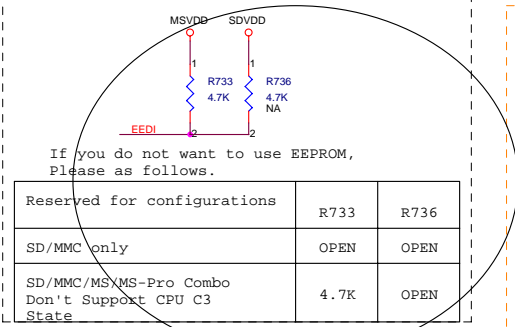 MSVDD SDVDD
1 1
R733 R736
4.7K 4.7K
NA
EEDI 2 2
If you do not want to use EEPROM,
Please as follows.
Reserved for configurations R733 R736
SD/MMC only OPEN OPEN
SD/MMC/MS/MS-Pro Combo
Don't Support CPU C3 4.7K OPEN
State